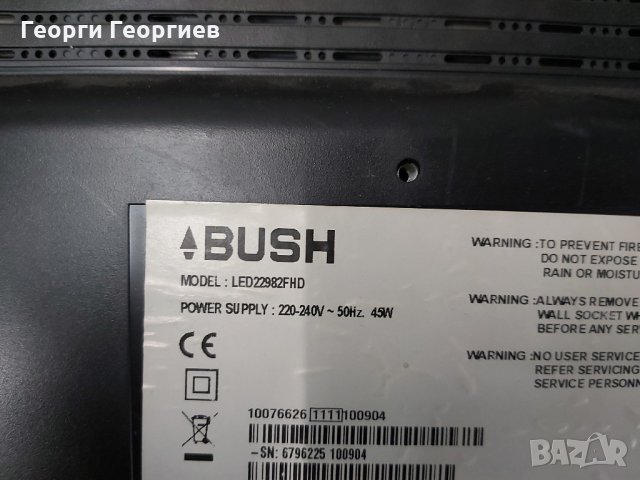 Георги Георгиев
BUSH
MODEL : LED22982FHD
POWER SUPPLY : 220-240V ~ 50Hz. 45W
CE
10076626 1111 100904
-SN: 6796225 100904
WARNING :TO PREVENT FIRE
DO NOT EXPOSE
RAIN OR MOISTU
WARNING :ALWAYS REMOVE
WALL SOCKET WH
BEFORE ANY SER
WARNING :NO USER SERVICE
REFER SERVICING
SERVICE PERSONN
BAZAR